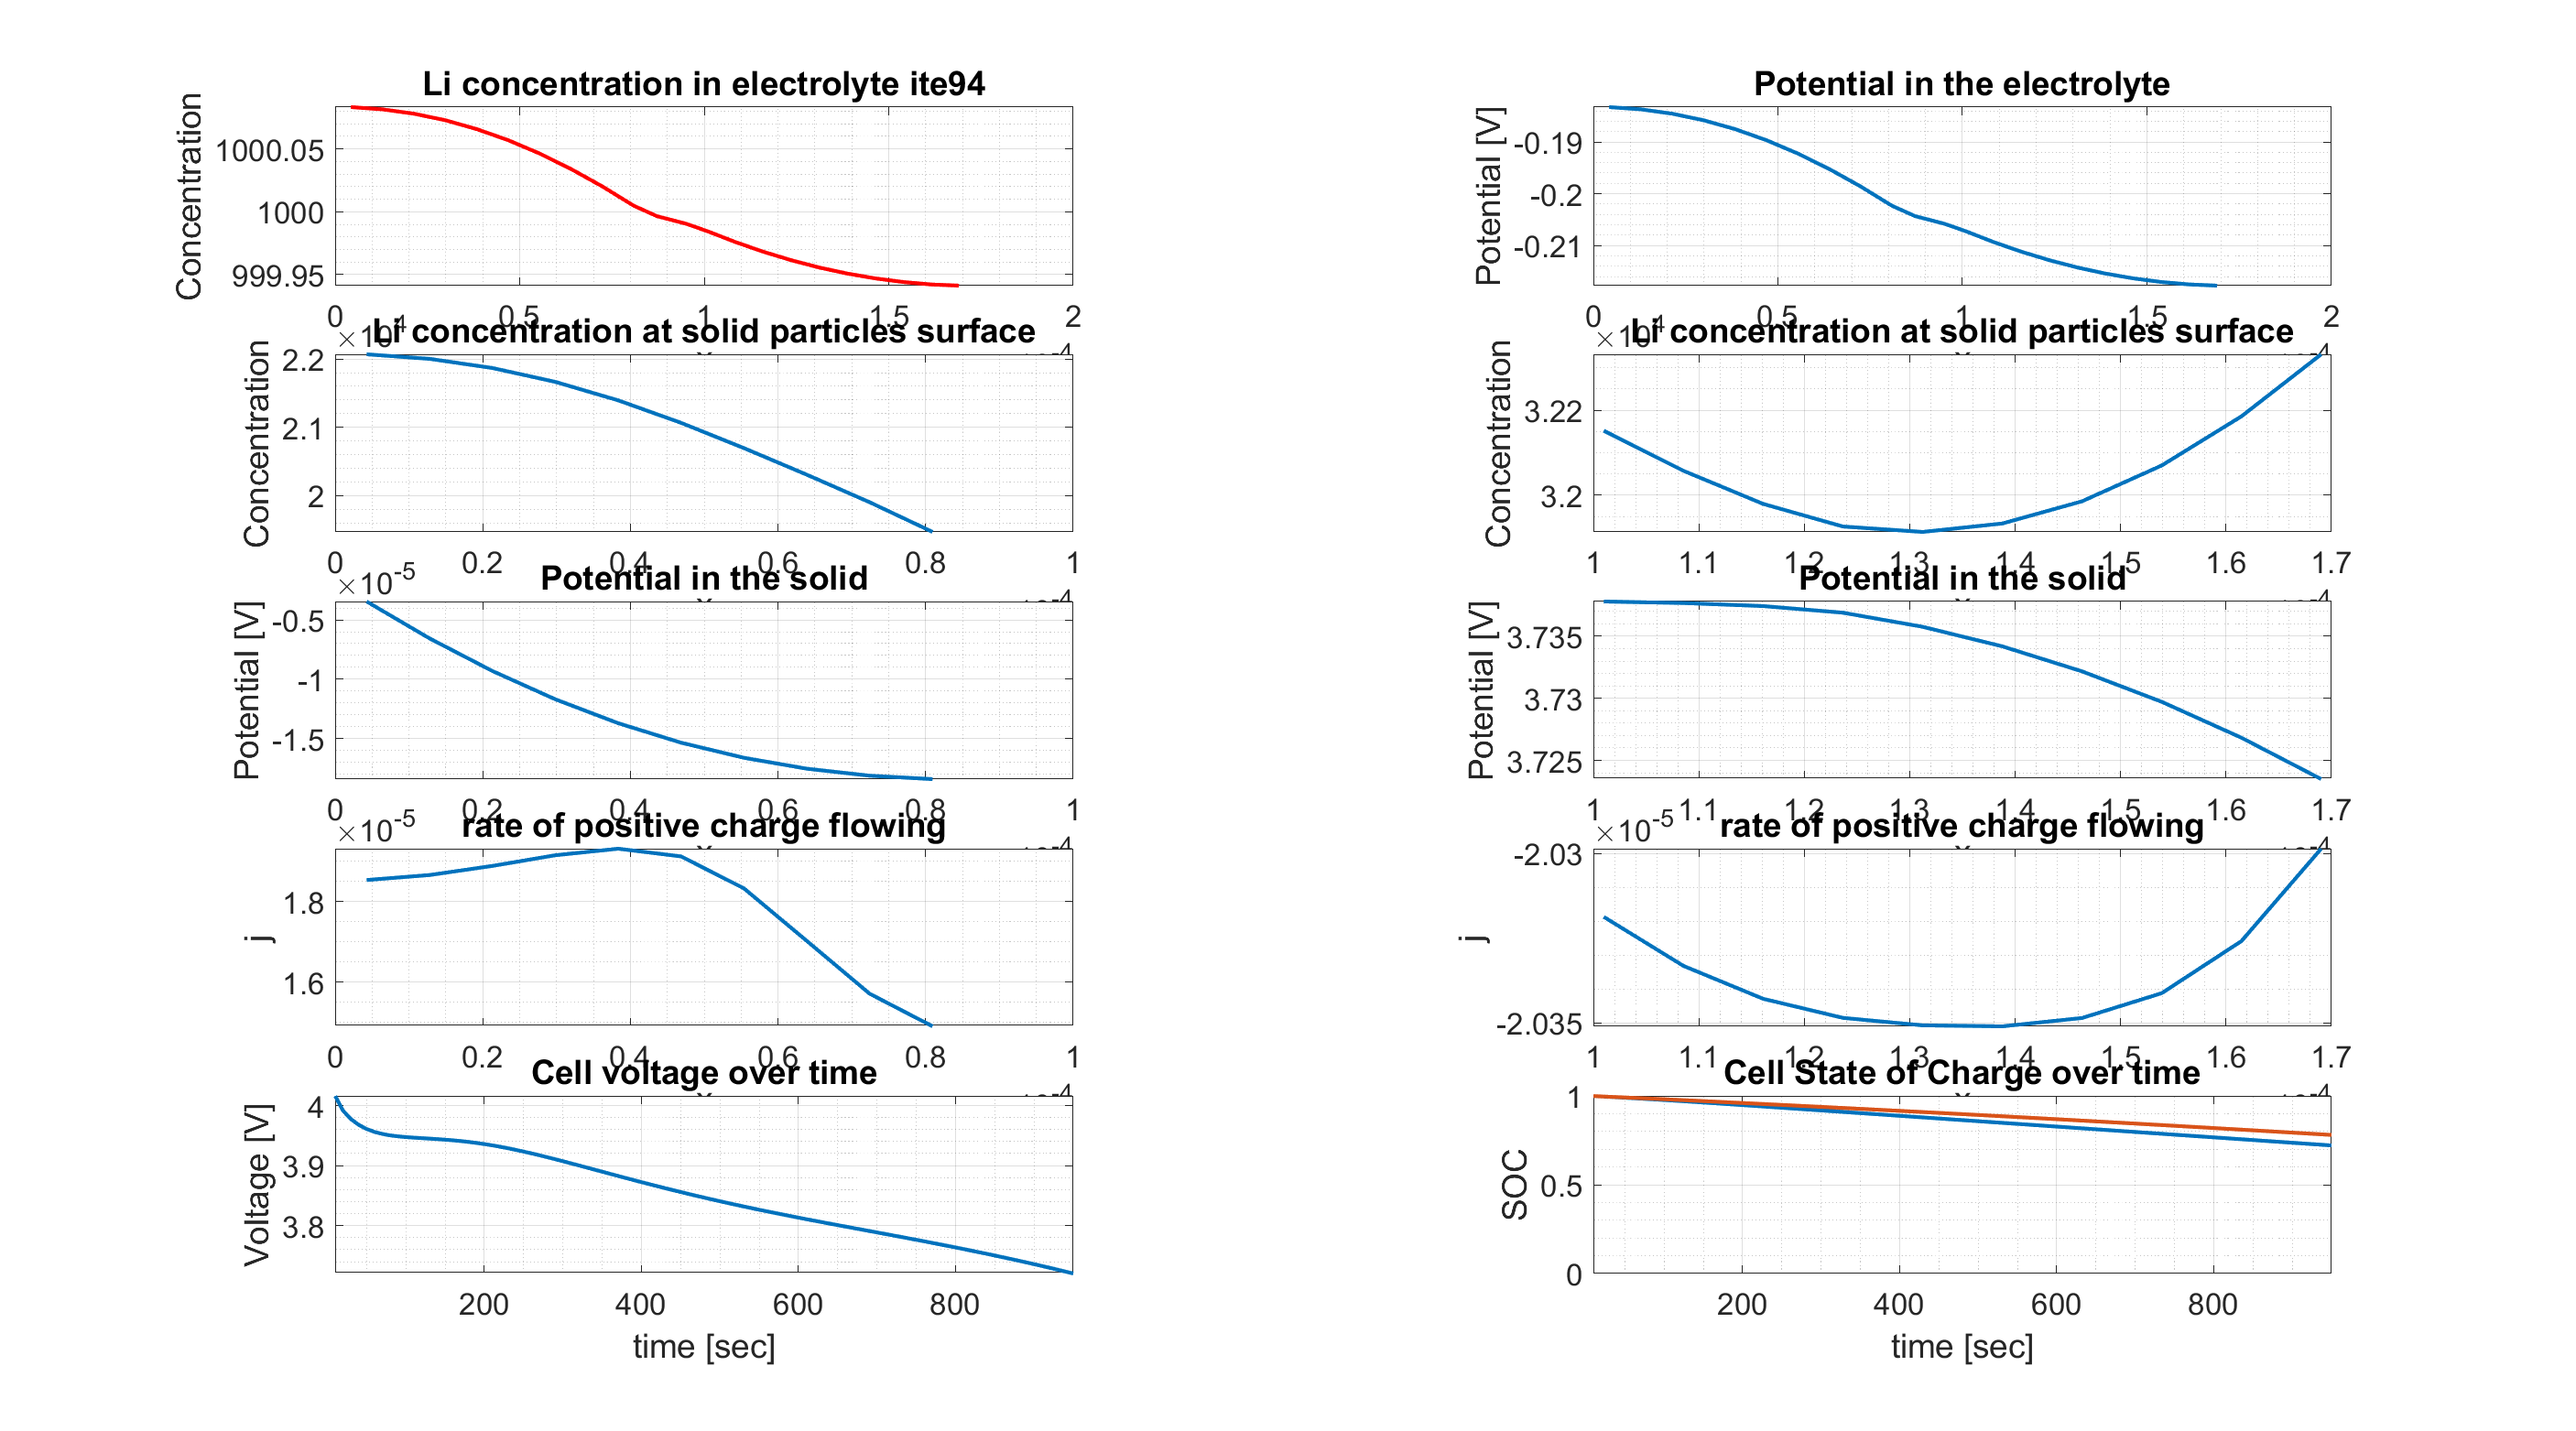 Li concentration in electrolyte ite94
Concentration
1000.05
1000
999.95
0 0.5 1 1.5 2
Potential in the electrolyte
Potential [V]
-0.19
-0.2
-0.21
0 0.5 1 1.5 2
Li concentration at solid particles surface
×10⁴
Concentration
2.2
2.1
2
0 0.2 0.4 0.6 0.8 1
Li concentration at solid particles surface
×10⁴
Concentration
3.22
3.2
1 1.1 1.2 1.3 1.4 1.5 1.6 1.7
Potential in the solid
×10⁻⁵
Potential [V]
-0.5
-1
-1.5
0 0.2 0.4 0.6 0.8 1
Potential in the solid
Potential [V]
3.735
3.73
3.725
1 1.1 1.2 1.3 1.4 1.5 1.6 1.7
rate of positive charge flowing
×10⁻⁵
j
1.8
1.6
0 0.2 0.4 0.6 0.8 1
rate of positive charge flowing
×10⁻⁵
j
-2.03
-2.035
1 1.1 1.2 1.3 1.4 1.5 1.6 1.7
Cell voltage over time
Voltage [V]
4
3.9
3.8
200 400 600 800
time [sec]
Cell State of Charge over time
SOC
1
0.5
0
200 400 600 800
time [sec]